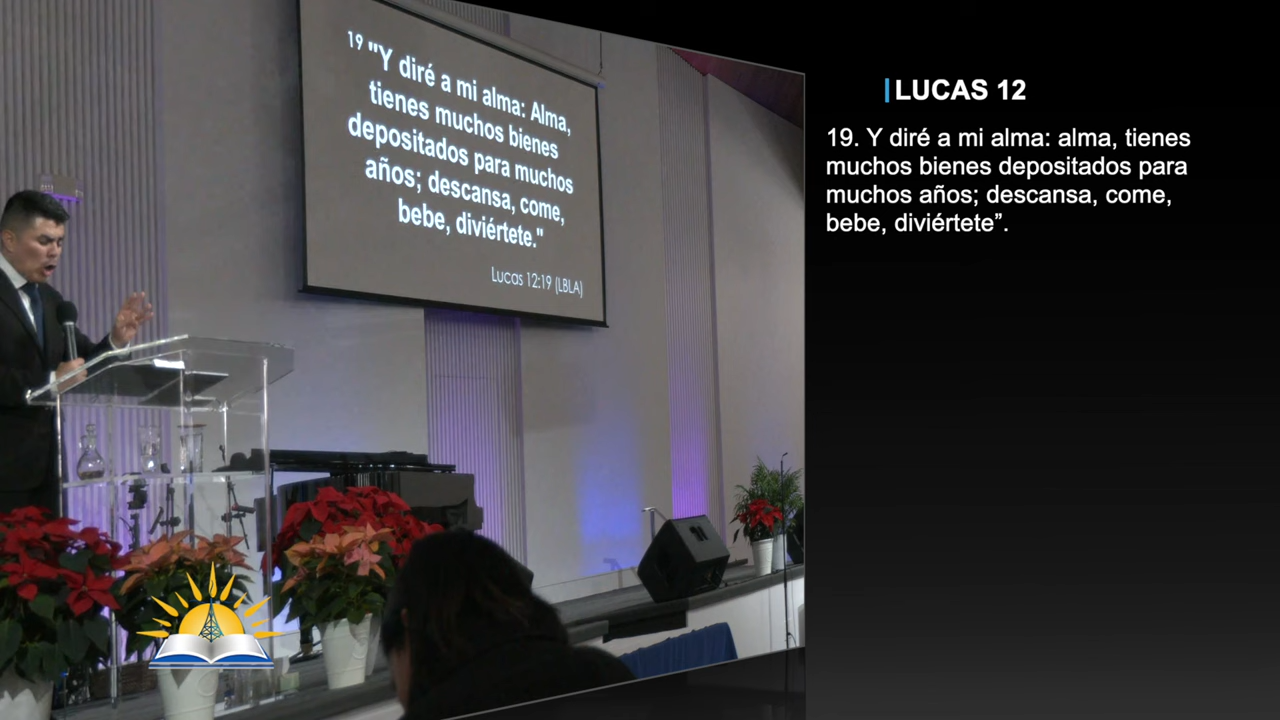 19 "Y diré a mi alma: Alma,
tienes muchos bienes
depositados para muchos
años; descansa, come,
bebe, diviértete."
Lucas 12:19 (LBLA)
LUCAS 12
19. Y diré a mi alma: alma, tienes
muchos bienes depositados para
muchos años; descansa, come,
bebe, diviértete”.